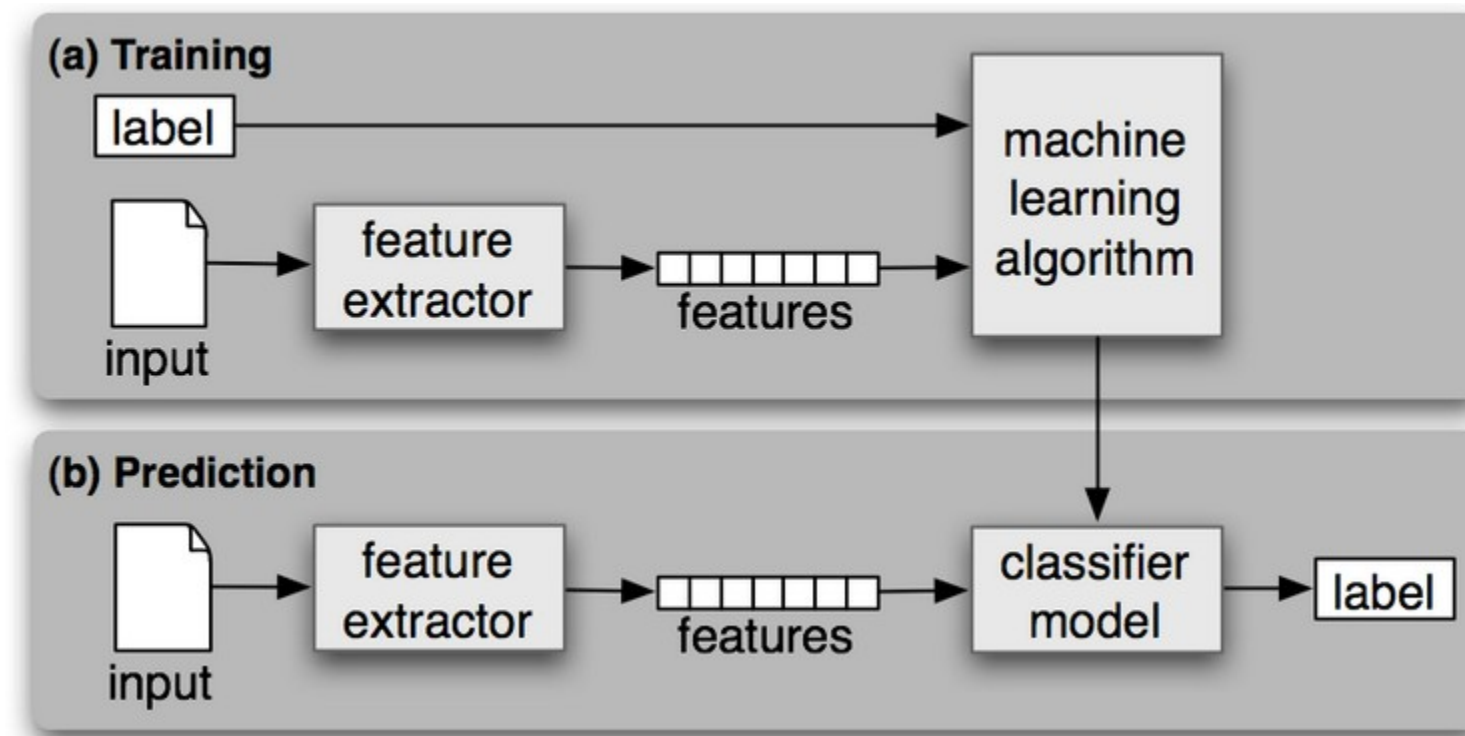 (a) Training
label
machine
learning
algorithm
feature
extractor
features
input
(b) Prediction
feature
extractor
features
input
classifier
model
label